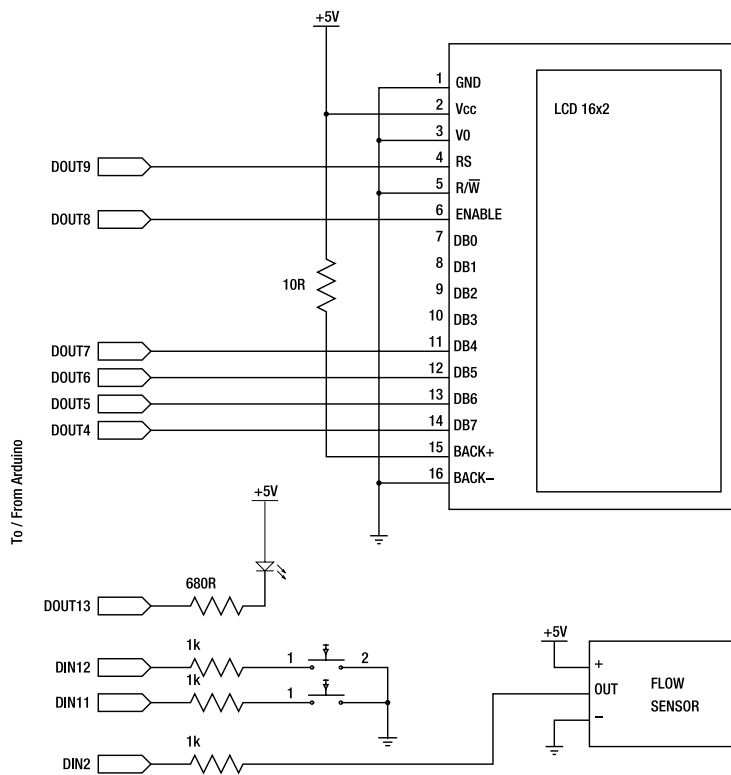 +5V
1 GND
LCD 16x2
2 Vcc
3 V0
DOUT9
4 RS
5 R/W̅
DOUT8
6 ENABLE
7 DB0
8 DB1
10R
9 DB2
10 DB3
DOUT7
11 DB4
DOUT6
12 DB5
DOUT5
13 DB6
DOUT4
14 DB7
15 BACK+
16 BACK–
To / From Arduino
+5V
680R
DOUT13
1k
DIN12
1 2
1k
DIN11
1
+5V
+
OUT
–
FLOW
SENSOR
1k
DIN2